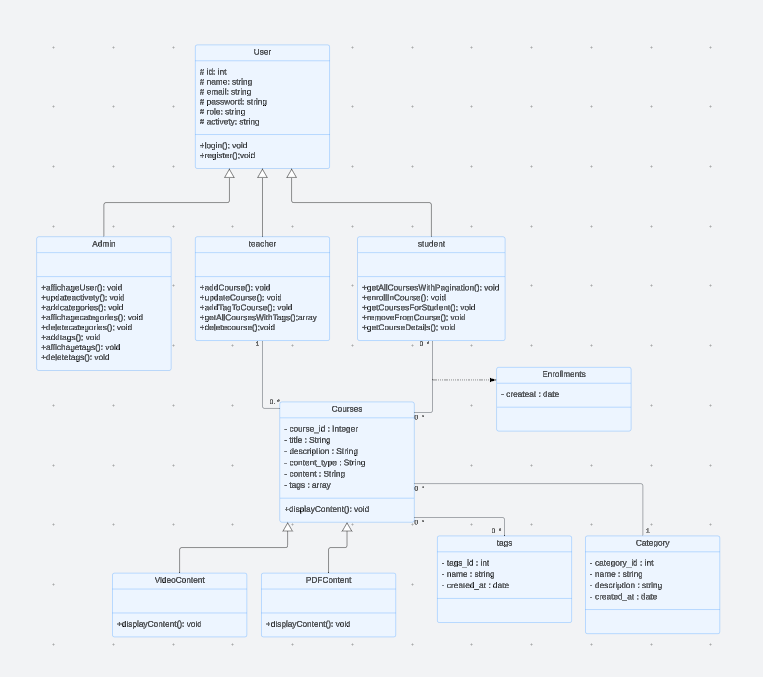 User
# id: int
# name: string
# email: string
# password: string
# role: string
# activety: string
+login(); void
+register();void
Admin
+affichageUser(); void
+updateactivty(); void
+addcategories(); void
+affichagecategories(); void
+deletecategories(); void
+addtags(); void
+affichayetags(); void
+deletetags(); void
teacher
+addCourse(); void
+updateCourse(); void
+addTagToCourse(); void
+getAllCoursesWithTags();array
+deletecourse();void
student
+getAllCoursesWithPagination(); void
+enrollInCourse(); void
+getCoursesForStudent(); void
+removeFromCourse(); void
+getCourseDetails(); void
1
0 *
Enrollments
- createat : date
0. *
Courses
0 *
- course_id : Integer
- title : String
- description : String
- content_type : String
- content : String
- tags : array
+displayContent(): void
0 *
0 *
0 *
1
VideoContent
+displayContent(): void
PDFContent
+displayContent(): void
tags
- tags_id : int
- name : string
- created_at : date
Category
- category_id : int
- name : string
- description : string
- created_at : date